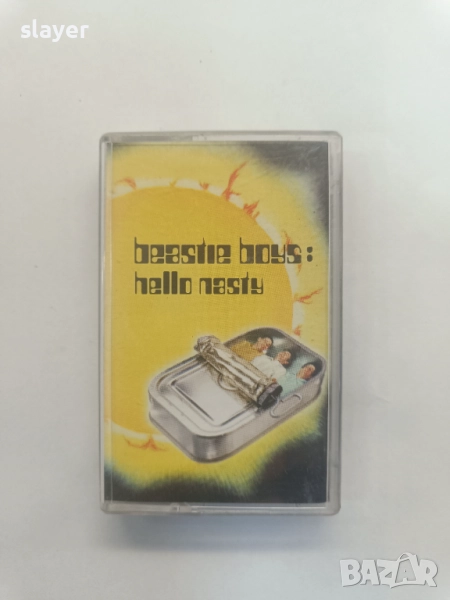 slayer
beastie boys:
hello nasty
BAZAR